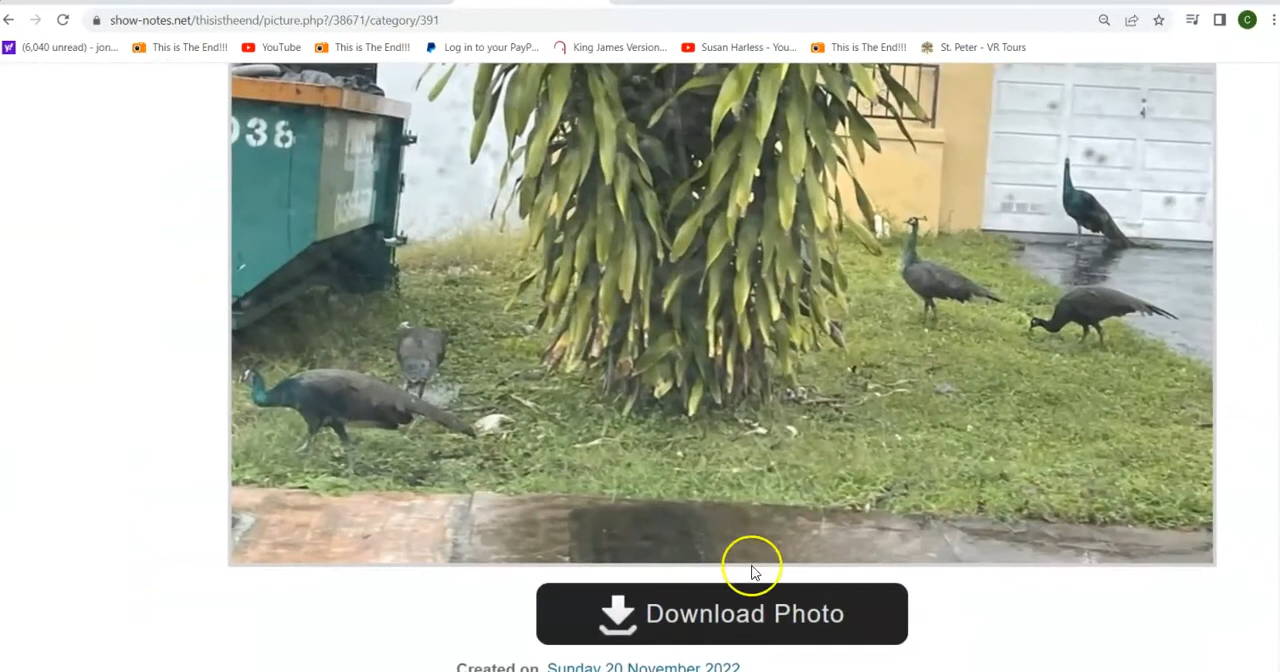 show-notes.net/thisistheend/picture.php?/38671/category/391
C
(6,040 unread) - jon... This is The End!!! YouTube This is The End!!! Log in to your PayP... King James Version... Susan Harless - You... This is The End!!! St. Peter - VR Tours
038
Download Photo
Created on Sunday 20 November 2022